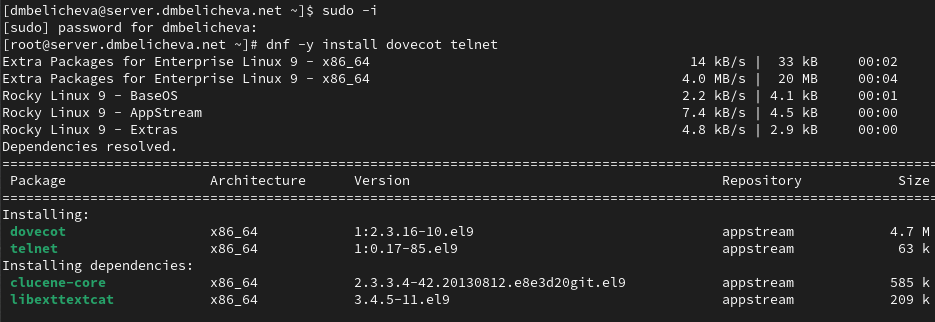 [dmbelicheva@server.dmbelicheva.net ~]$ sudo -i
[sudo] password for dmbelicheva:
[root@server.dmbelicheva.net ~]# dnf -y install dovecot telnet
Extra Packages for Enterprise Linux 9 - x86_64 14 kB/s | 33 kB 00:02
Extra Packages for Enterprise Linux 9 - x86_64 4.0 MB/s | 20 MB 00:04
Rocky Linux 9 - BaseOS 2.2 kB/s | 4.1 kB 00:01
Rocky Linux 9 - AppStream 7.4 kB/s | 4.5 kB 00:00
Rocky Linux 9 - Extras 4.8 kB/s | 2.9 kB 00:00
Dependencies resolved.
=====================================================================================================================
Package Architecture Version Repository Size
=====================================================================================================================
Installing:
dovecot x86_64 1:2.3.16-10.el9 appstream 4.7 M
telnet x86_64 1:0.17-85.el9 appstream 63 k
Installing dependencies:
clucene-core x86_64 2.3.3.4-42.20130812.e8e3d20git.el9 appstream 585 k
libexttextcat x86_64 3.4.5-11.el9 appstream 209 k